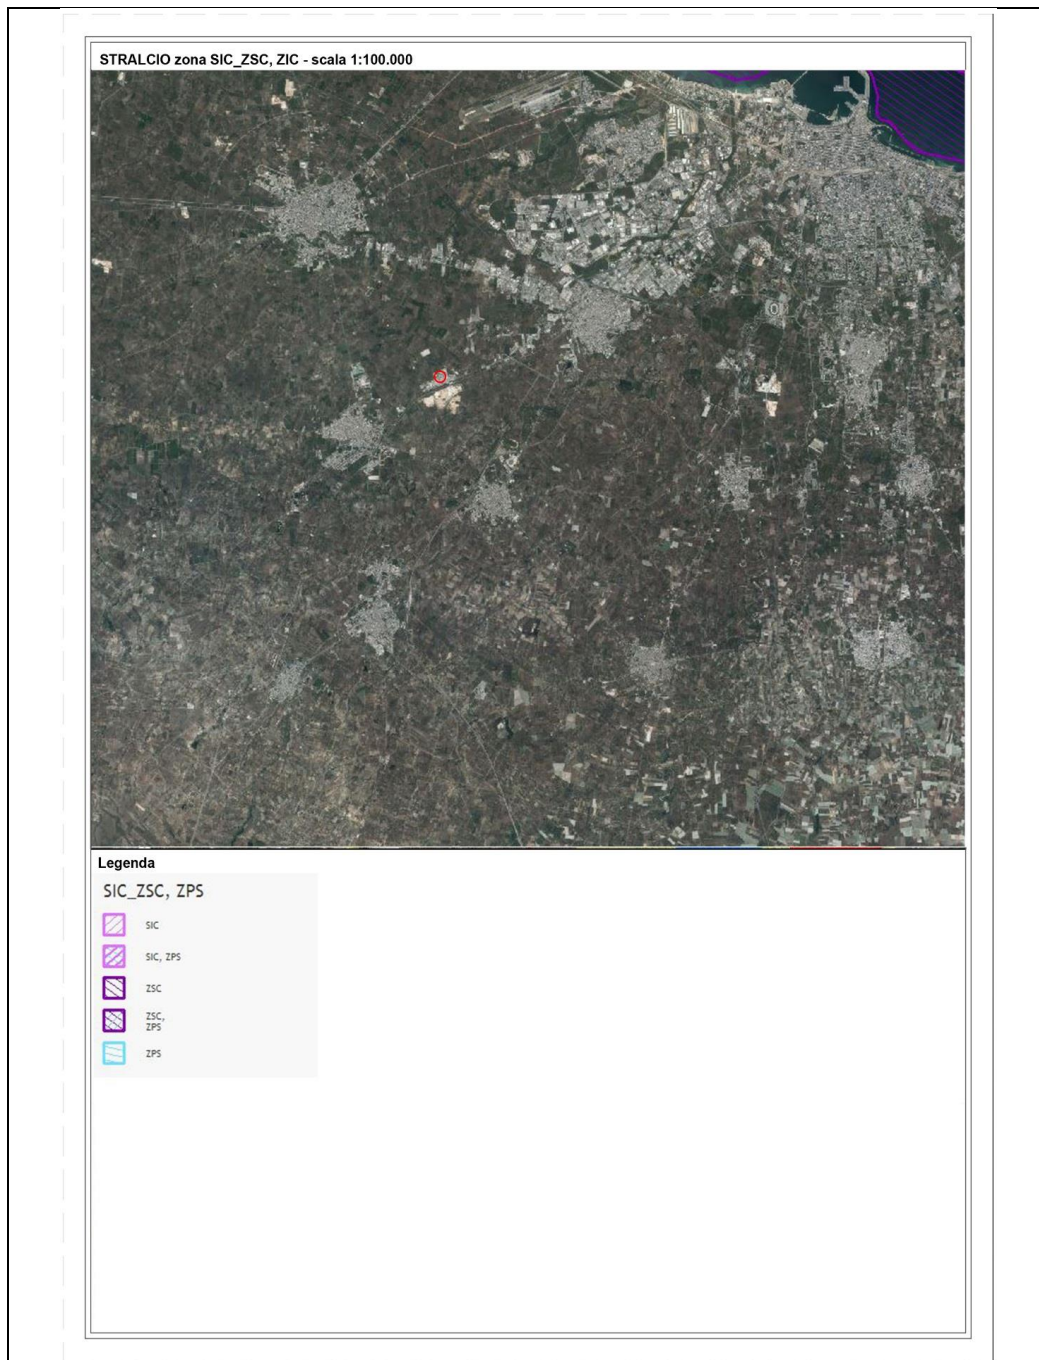 STRALCIO zona SIC_ZSC, ZIC - scala 1:100.000
Legenda
SIC_ZSC, ZPS
SIC
SIC, ZPS
ZSC
ZSC,
ZPS
ZPS